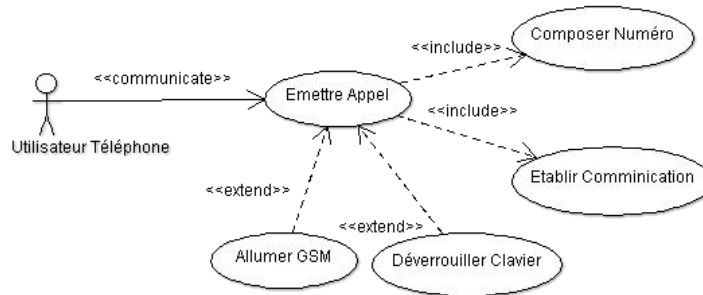 Composer Numéro
<<include>>
<<communicate>>
Emettre Appel
<<include>>
Utilisateur Téléphone
Etablir Comminication
<<extend>>
<<extend>>
Allumer GSM
Déverrouiller Clavier